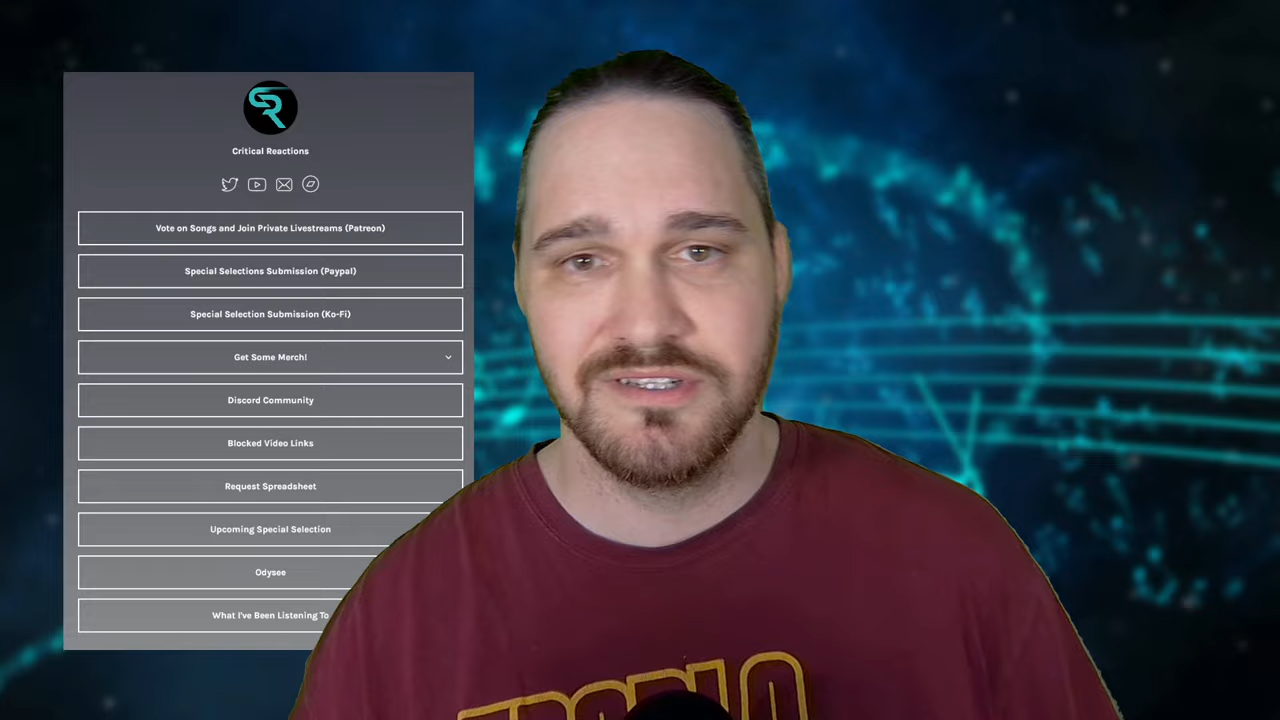 Critical Reactions
Vote on Songs and Join Private Livestreams (Patreon)
Special Selections Submission (Paypal)
Special Selection Submission (Ko-Fi)
Get Some Merch!
Discord Community
Blocked Video Links
Request Spreadsheet
Upcoming Special Selection
Odysee
What I've Been Listening To